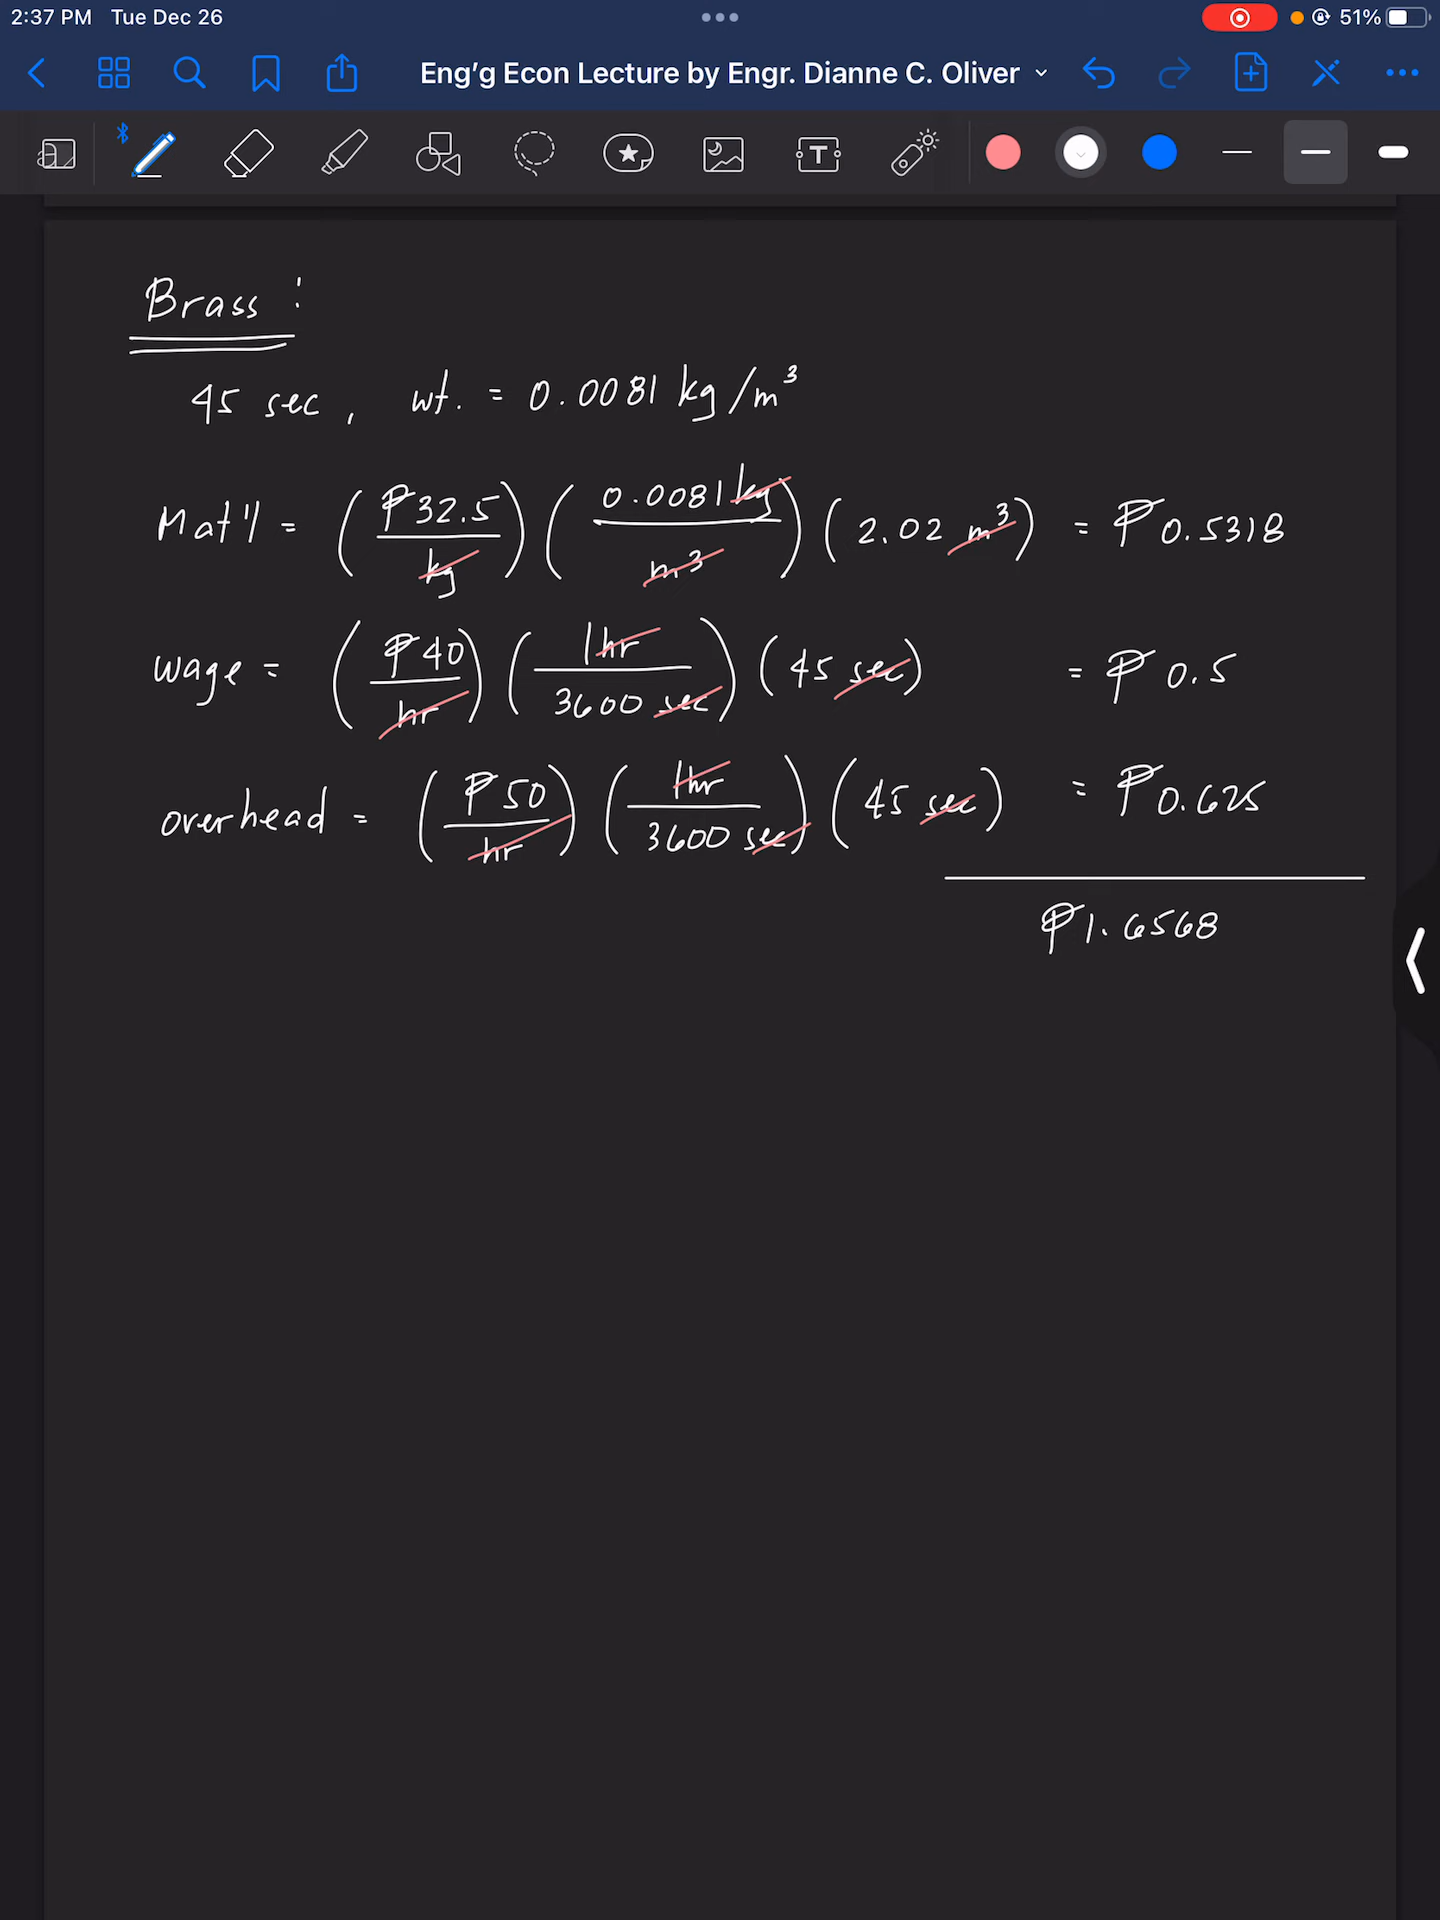 2:37 PM Tue Dec 26 51%
Eng'g Econ Lecture by Engr. Dianne C. Oliver
Brass :
45 sec, wt. = 0.0081 kg/m³
Mat'l = (₱32.5/kg) (0.0081 kg/m³) (2.02 m³) = ₱0.5318
wage = (₱40/hr) (1hr/3600 sec) (45 sec) = ₱0.5
overhead = (₱50/hr) (1hr/3600 sec) (45 sec) = ₱0.625
₱1.6568